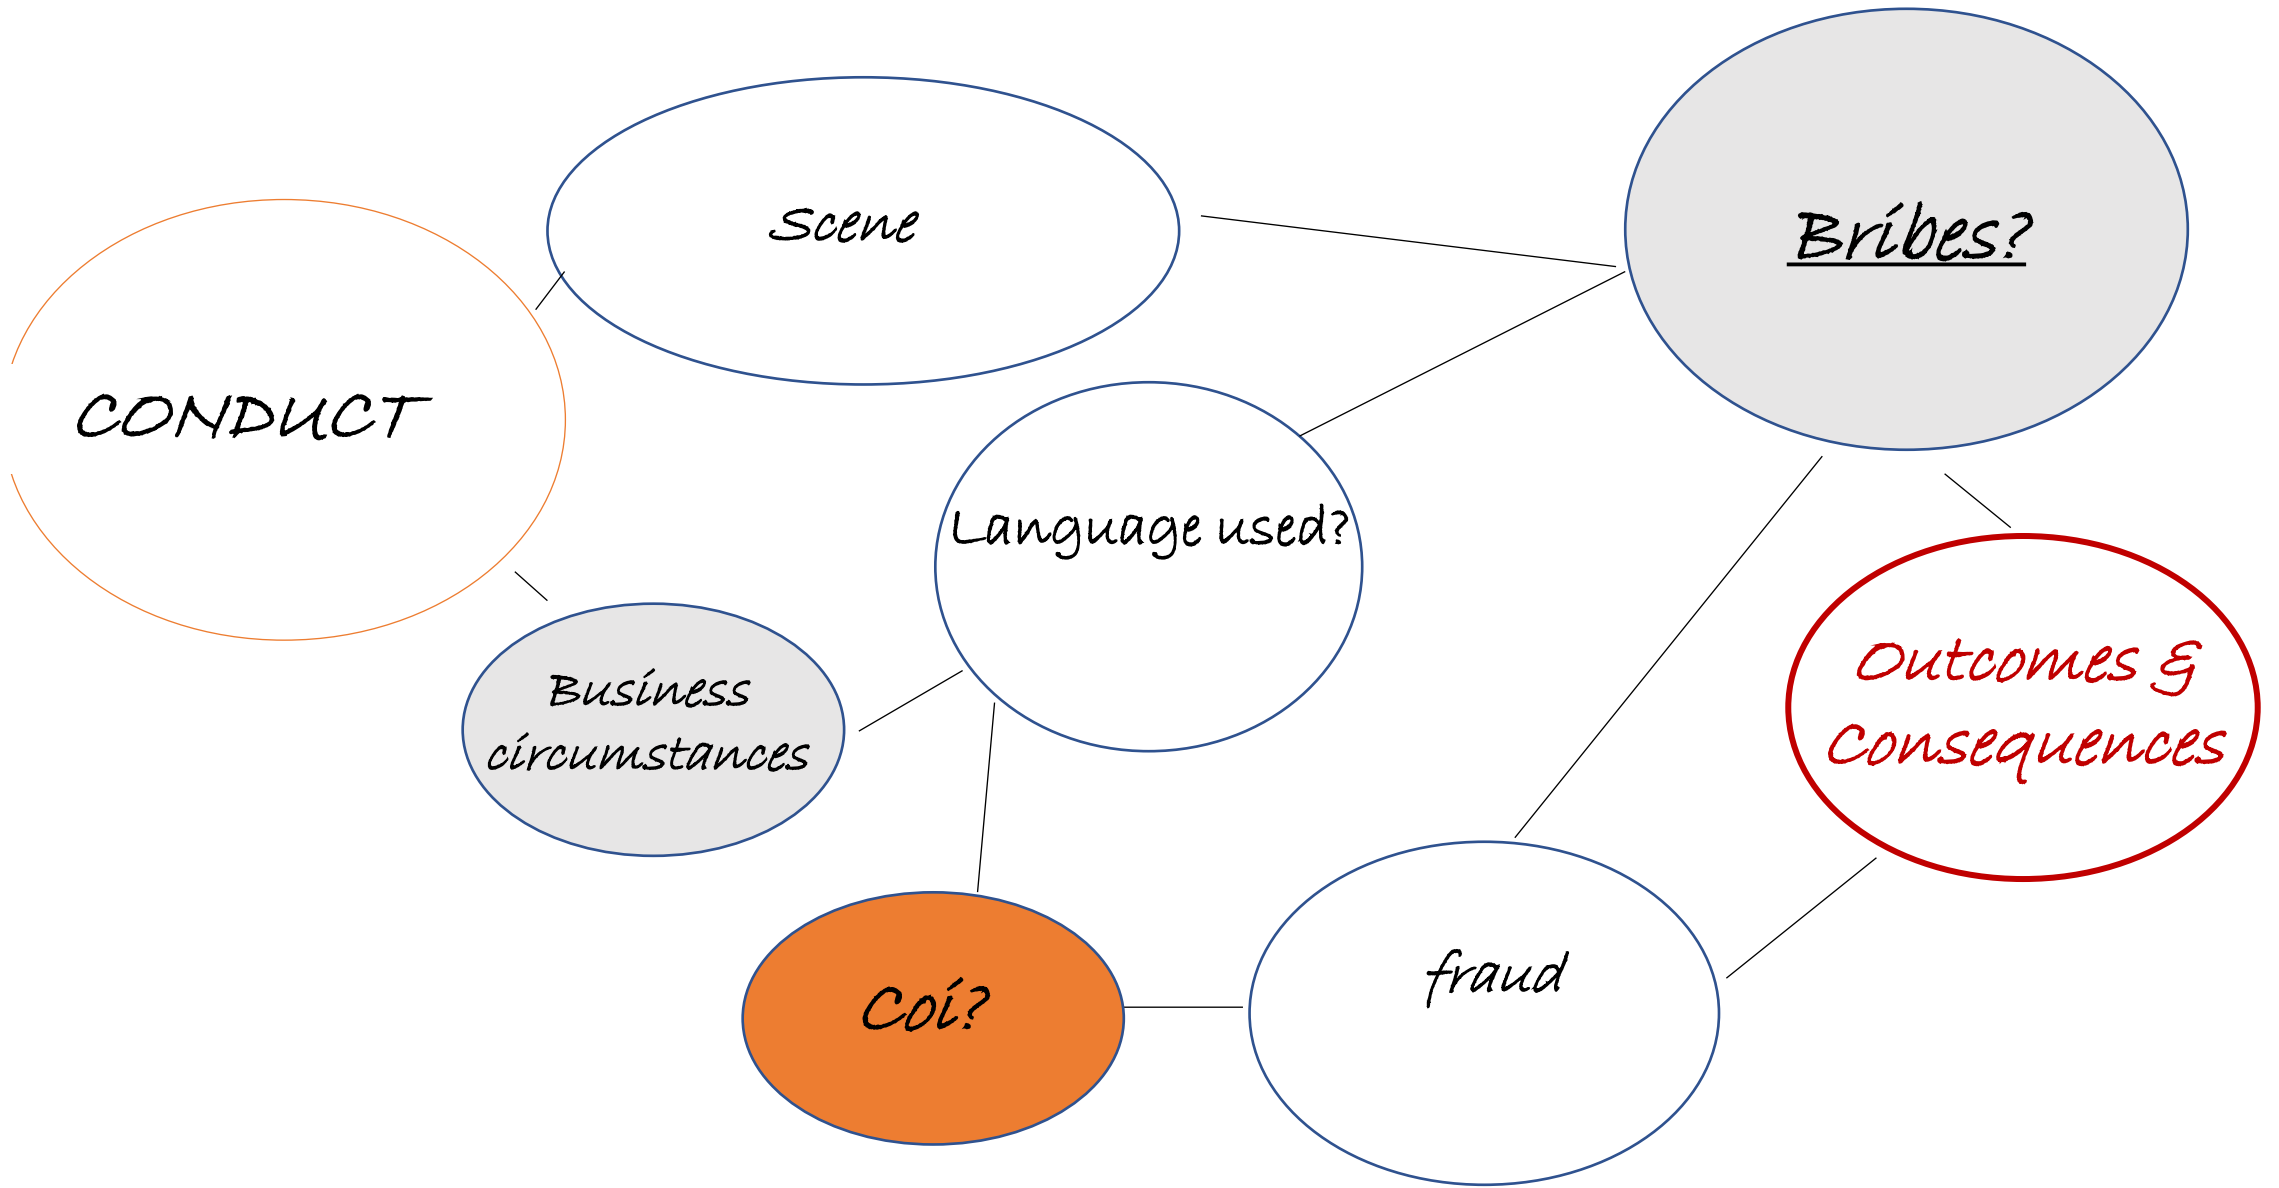 Scene
Bribes?
CONDUCT
Language used?
Business
circumstances
Outcomes &
Consequences
Coi?
fraud